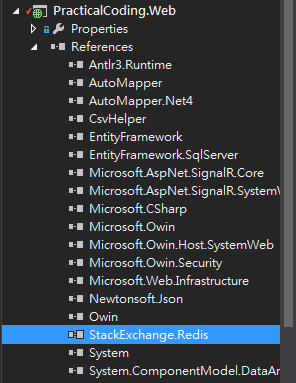 PracticalCoding.Web
Properties
References
Antlr3.Runtime
AutoMapper
AutoMapper.Net4
CsvHelper
EntityFramework
EntityFramework.SqlServer
Microsoft.AspNet.SignalR.Core
Microsoft.AspNet.SignalR.SystemW
Microsoft.CSharp
Microsoft.Owin
Microsoft.Owin.Host.SystemWeb
Microsoft.Owin.Security
Microsoft.Web.Infrastructure
Newtonsoft.Json
Owin
StackExchange.Redis
System
System.ComponentModel.DataAr